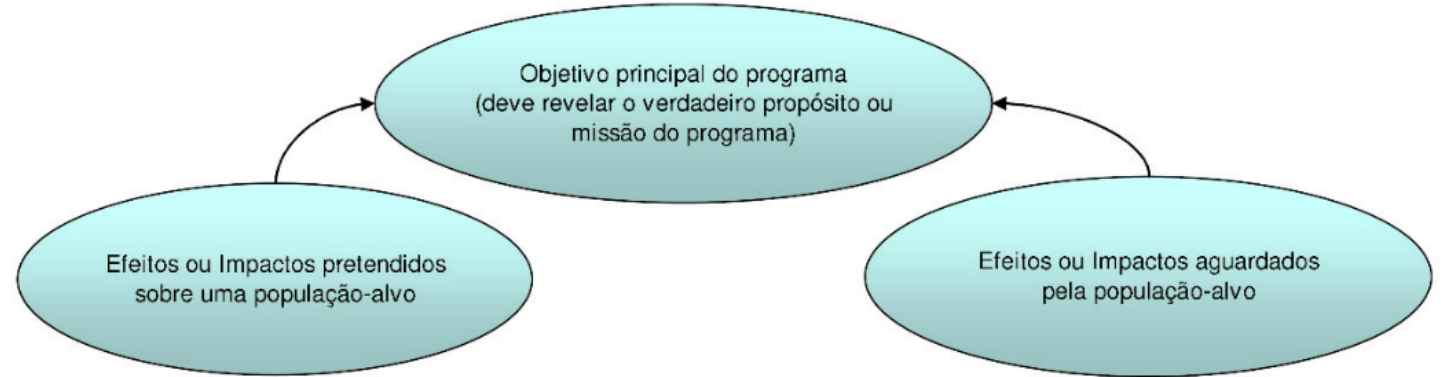 Objetivo principal do programa
(deve revelar o verdadeiro propósito ou
missão do programa)
Efeitos ou Impactos pretendidos
sobre uma população-alvo
Efeitos ou Impactos aguardados
pela população-alvo